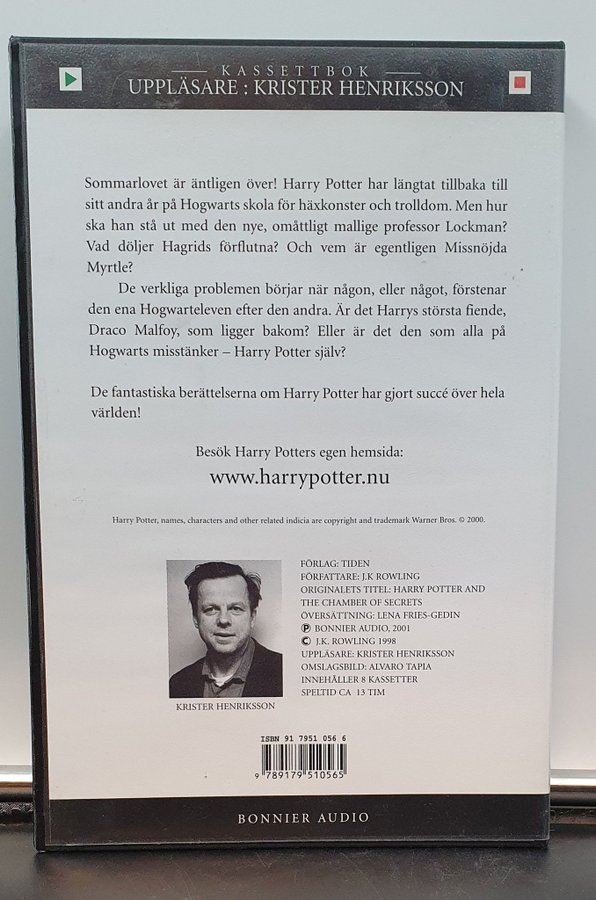 KASSETTBOK
UPPLÄSARE : KRISTER HENRIKSSON
Sommarlovet är äntligen över! Harry Potter har längtat tillbaka till
sitt andra år på Hogwarts skola för häxkonster och trolldom. Men hur
ska han stå ut med den nye, omåttligt mallige professor Lockman?
Vad döljer Hagrids förflutna? Och vem är egentligen Missnöjda
Myrtle?
De verkliga problemen börjar när någon, eller något, förstenar
den ena Hogwarteleven efter den andra. Är det Harrys största fiende,
Draco Malfoy, som ligger bakom? Eller är det den som alla på
Hogwarts misstänker – Harry Potter själv?
De fantastiska berättelserna om Harry Potter har gjort succé över hela
världen!
Besök Harry Potters egen hemsida:
www.harrypotter.nu
Harry Potter, names, characters and other related indicia are copyright and trademark Warner Bros. © 2000.
FÖRLAG: TIDEN
FÖRFATTARE: J.K ROWLING
ORIGINALETS TITEL: HARRY POTTER AND
THE CHAMBER OF SECRETS
ÖVERSÄTTNING: LENA FRIES-GEDIN
Ⓟ BONNIER AUDIO, 2001
© J.K. ROWLING 1998
UPPLÄSARE: KRISTER HENRIKSSON
OMSLAGSBILD: ALVARO TAPIA
INNEHÅLLER 8 KASSETTER
SPELTID CA 13 TIM
KRISTER HENRIKSSON
ISBN 91 7951 056 6
9 789179 510565
BONNIER AUDIO